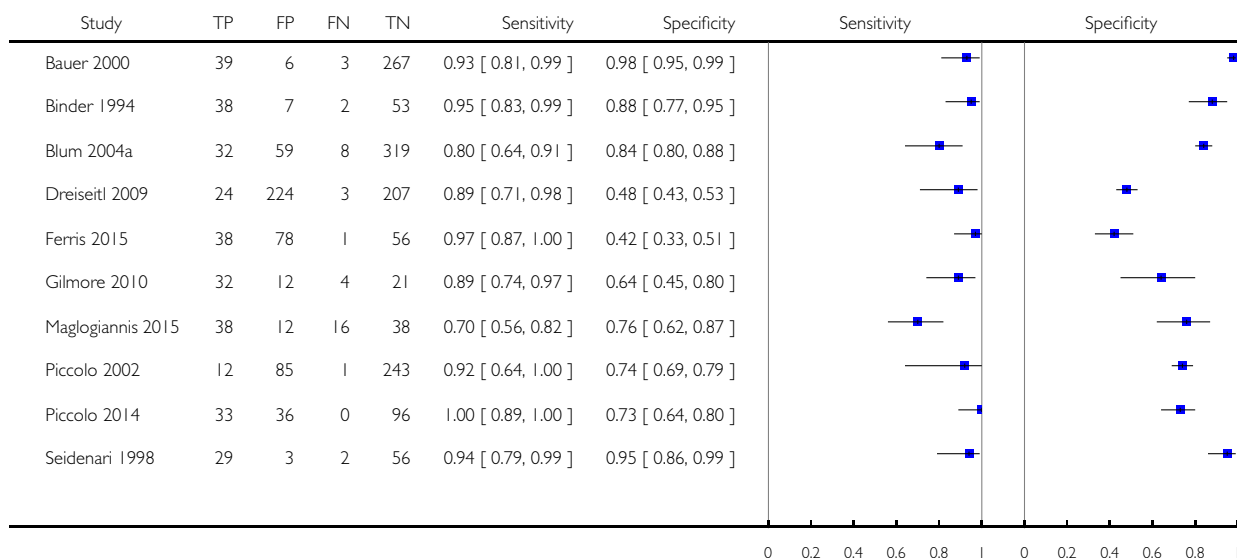 Study TP FP FN TN Sensitivity Specificity Sensitivity Specificity
Bauer 2000 39 6 3 267 0.93 [ 0.81, 0.99 ] 0.98 [ 0.95, 0.99 ]
Binder 1994 38 7 2 53 0.95 [ 0.83, 0.99 ] 0.88 [ 0.77, 0.95 ]
Blum 2004a 32 59 8 319 0.80 [ 0.64, 0.91 ] 0.84 [ 0.80, 0.88 ]
Dreiseitl 2009 24 224 3 207 0.89 [ 0.71, 0.98 ] 0.48 [ 0.43, 0.53 ]
Ferris 2015 38 78 1 56 0.97 [ 0.87, 1.00 ] 0.42 [ 0.33, 0.51 ]
Gilmore 2010 32 12 4 21 0.89 [ 0.74, 0.97 ] 0.64 [ 0.45, 0.80 ]
Maglogiannis 2015 38 12 16 38 0.70 [ 0.56, 0.82 ] 0.76 [ 0.62, 0.87 ]
Piccolo 2002 12 85 1 243 0.92 [ 0.64, 1.00 ] 0.74 [ 0.69, 0.79 ]
Piccolo 2014 33 36 0 96 1.00 [ 0.89, 1.00 ] 0.73 [ 0.64, 0.80 ]
Seidenari 1998 29 3 2 56 0.94 [ 0.79, 0.99 ] 0.95 [ 0.86, 0.99 ]
0 0.2 0.4 0.6 0.8 1 0 0.2 0.4 0.6 0.8